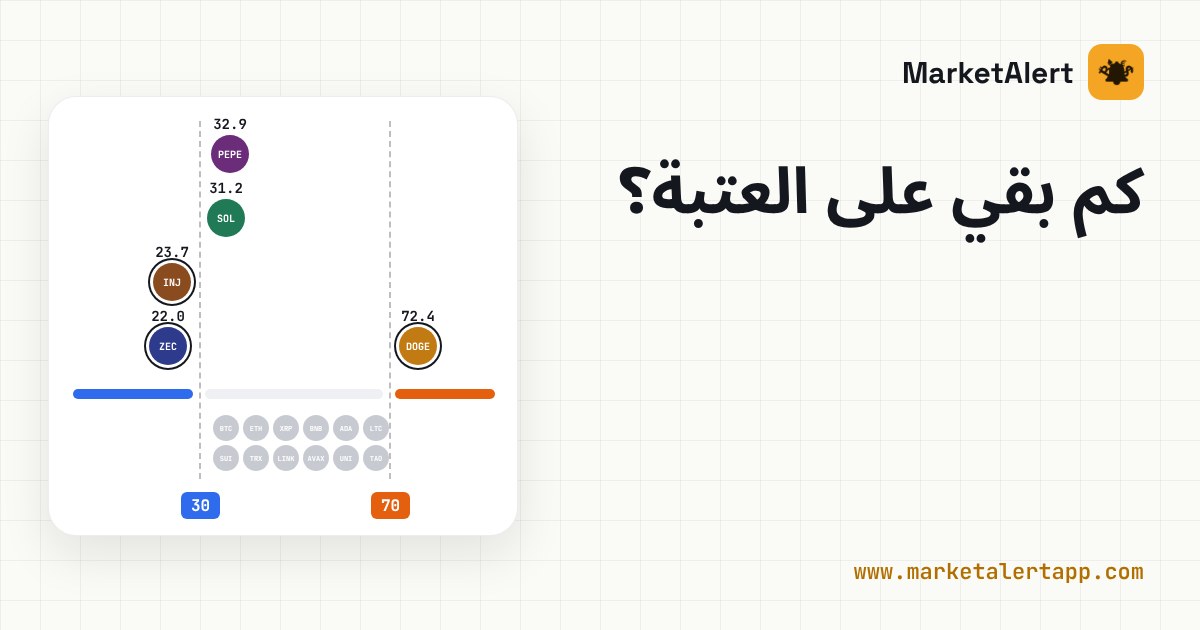 MarketAlert
كم بقي على العتبة؟
32.9
PEPE
31.2
SOL
23.7
INJ
22.0
ZEC
72.4
DOGE
BTC ETH XRP BNB ADA LTC
SUI TRX LINK AVAX UNI TAO
30
70
www.marketalertapp.com